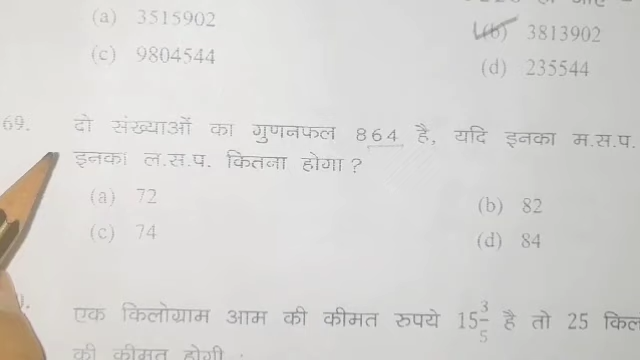 (a) 3515902
(b) 3813902
(c) 9804544
(d) 235544
69. दो संख्याओं का गुणनफल 864 है, यदि इनका म.स.प.
इनका ल.स.प. कितना होगा?
(a) 72
(b) 82
(c) 74
(d) 84
एक किलोग्राम आम की कीमत रुपये 15 3/5 है तो 25
की कीमत होगी